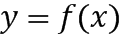 y = f(x)